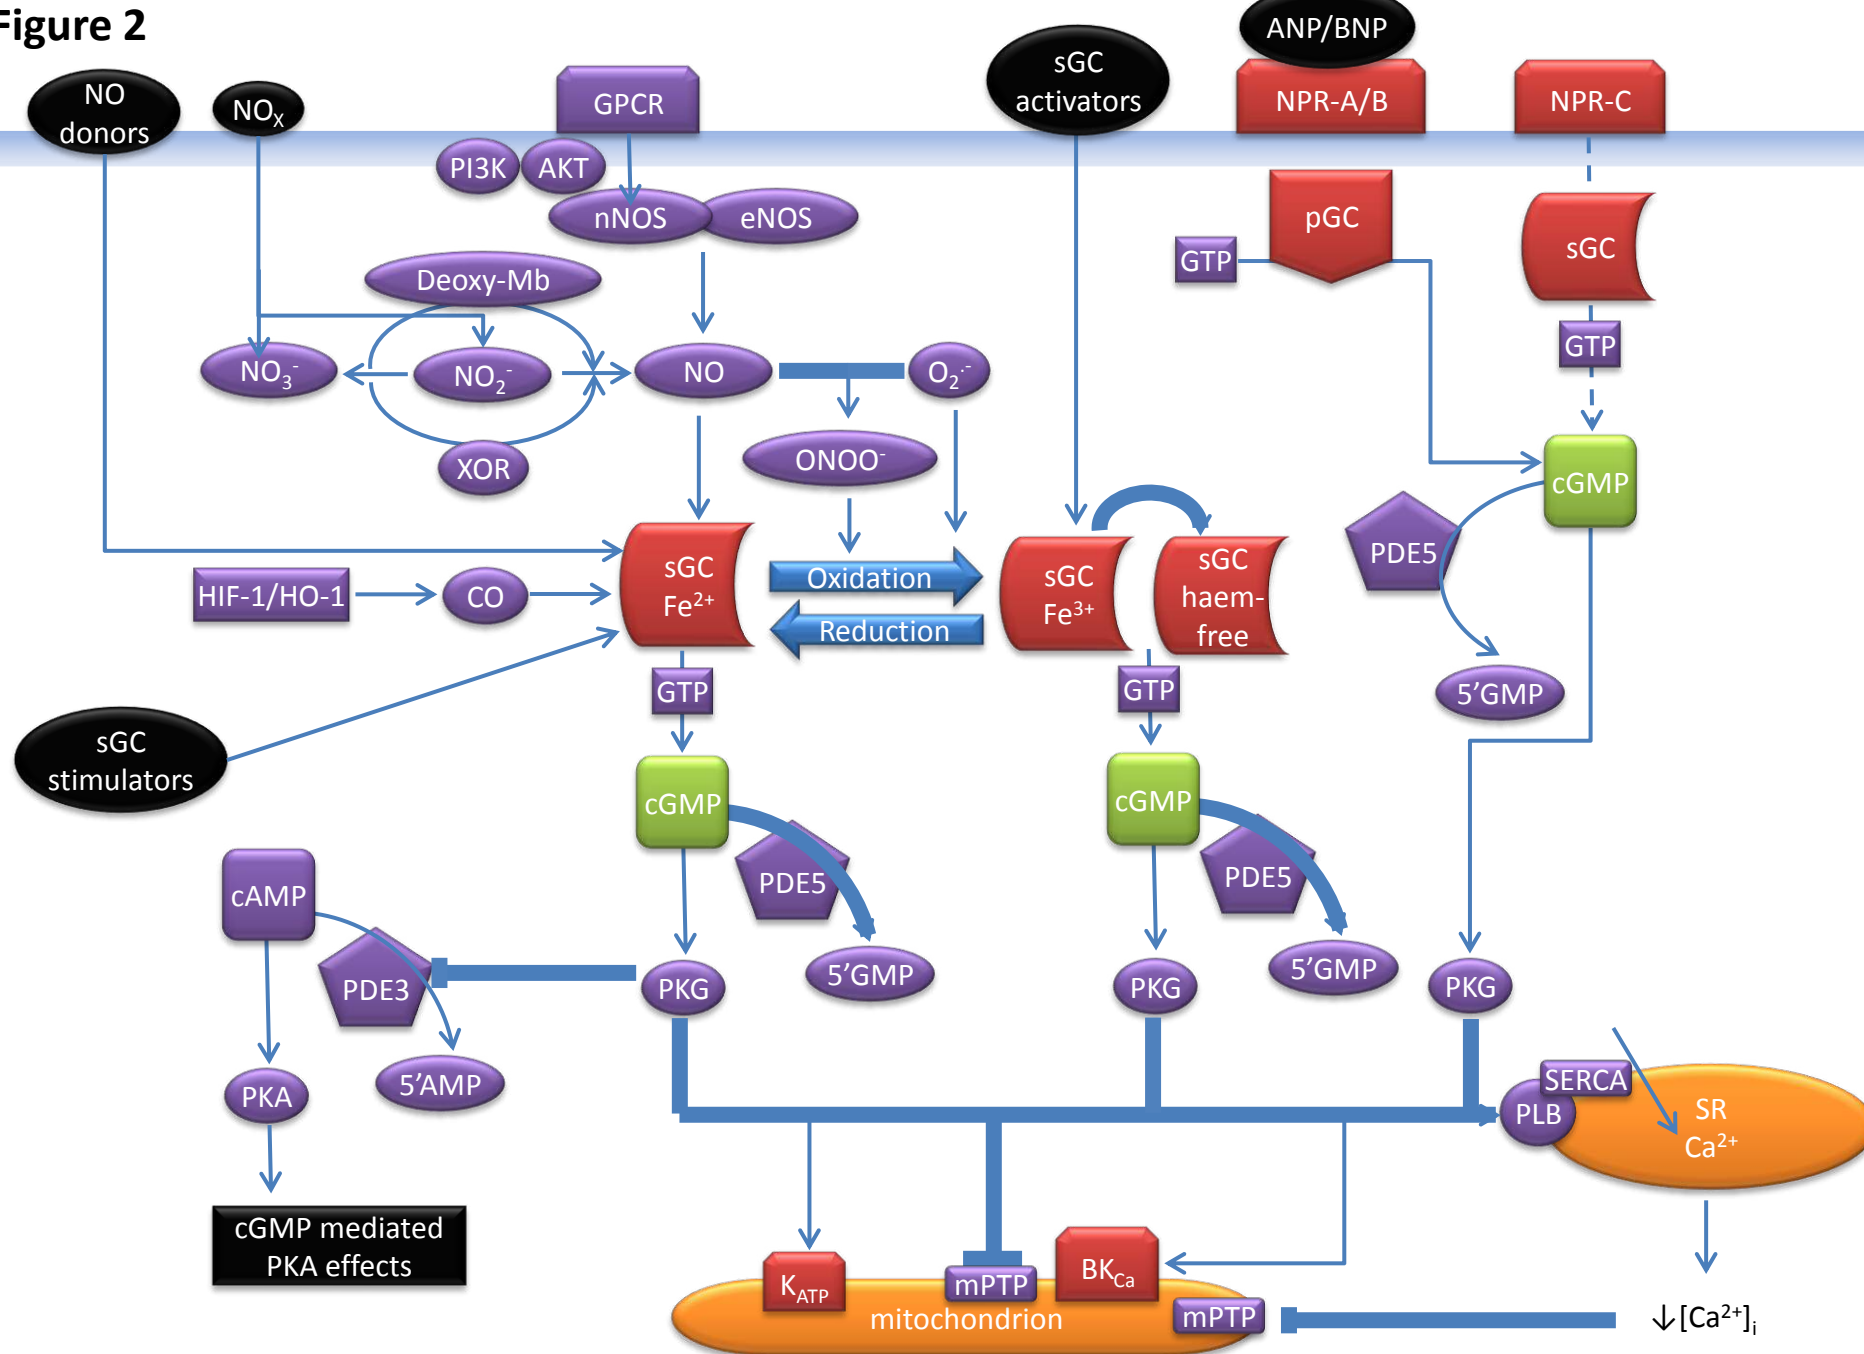 Figure 2
NO
donors
NOₓ
GPCR
sGC
activators
ANP/BNP
NPR-A/B
NPR-C
PI3K
AKT
nNOS
eNOS
pGC
GTP
sGC
GTP
Deoxy-Mb
NO₃⁻
NO₂⁻
NO
O₂·⁻
XOR
ONOO⁻
cGMP
PDE5
5'GMP
HIF-1/HO-1
CO
sGC
Fe²⁺
Oxidation
Reduction
sGC
Fe³⁺
sGC
haem-
free
GTP
GTP
sGC
stimulators
cGMP
PDE5
5'GMP
cGMP
PDE5
5'GMP
cAMP
PDE3
5'AMP
PKA
PKG
PKG
PKG
cGMP mediated
PKA effects
SERCA
PLB
SR
Ca²⁺
K_ATP
mPTP
BK_Ca
mPTP
mitochondrion
↓[Ca²⁺]ᵢ